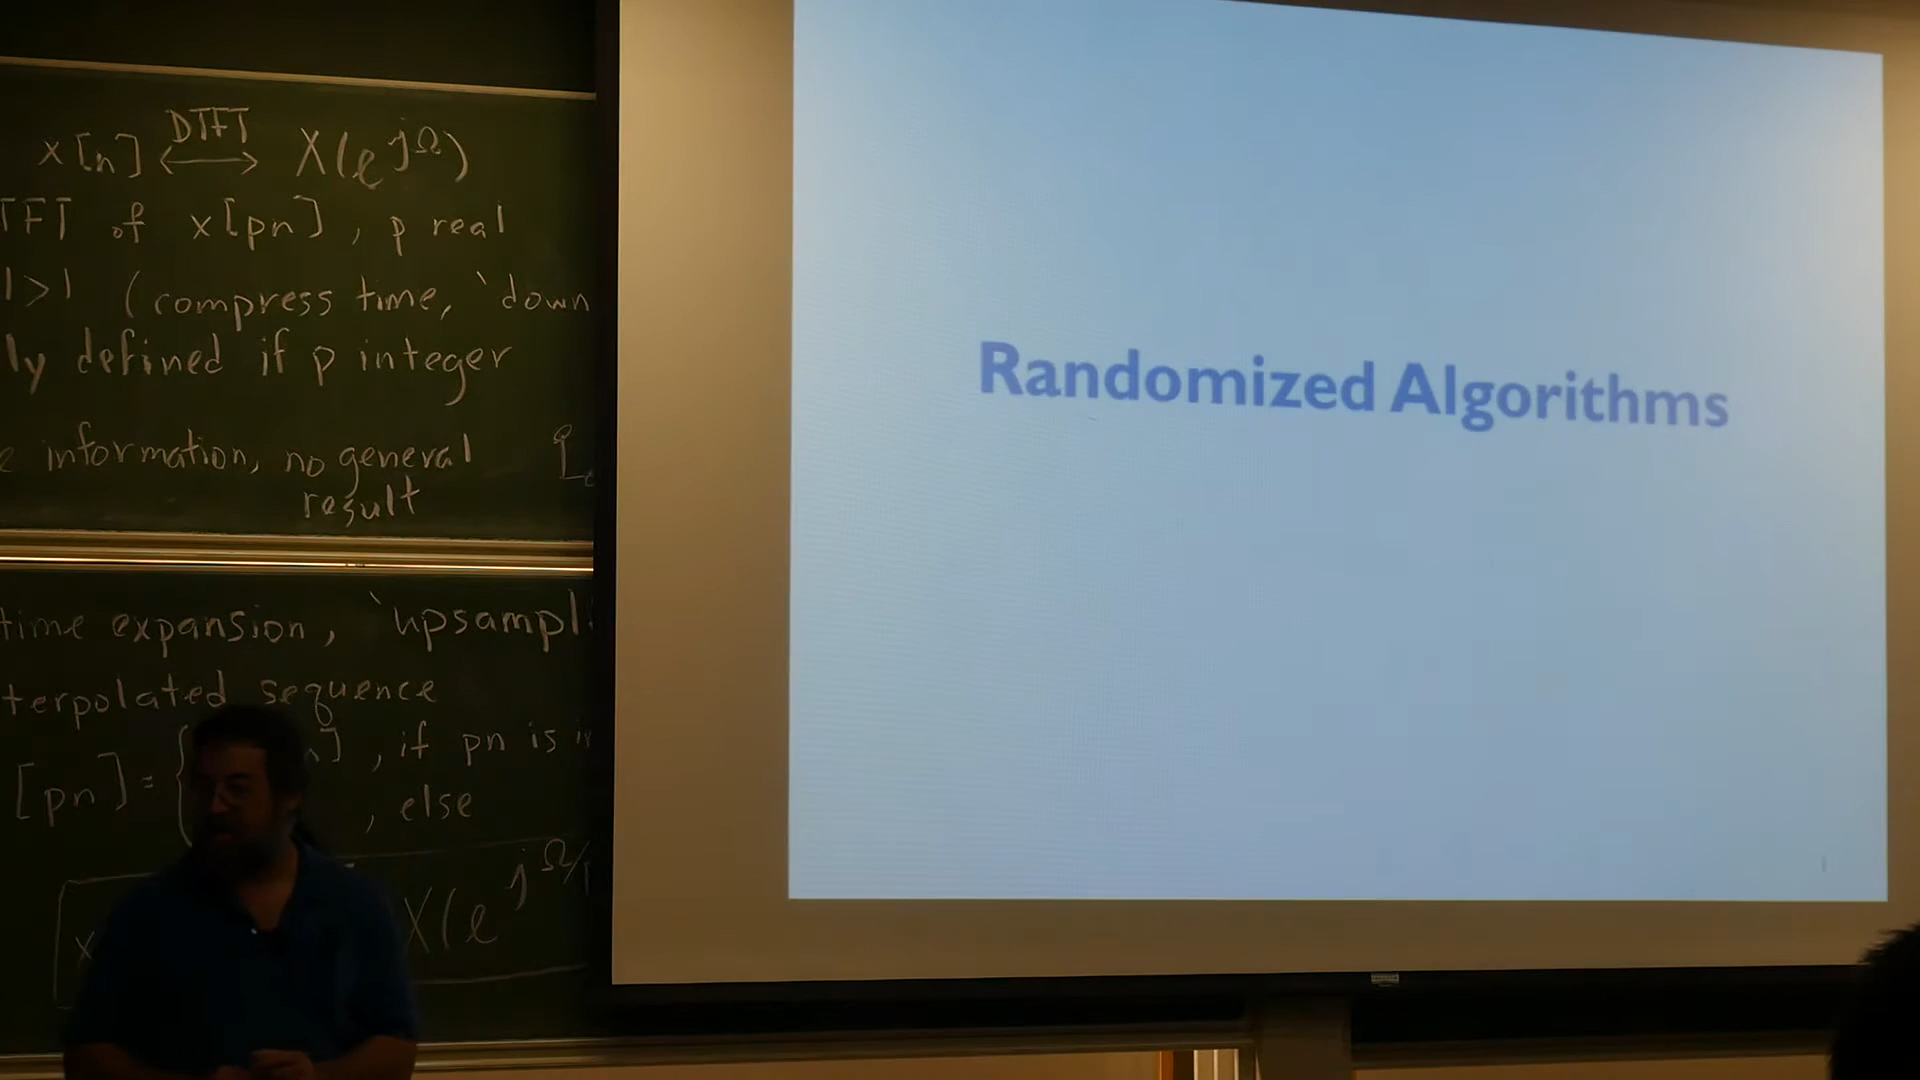 x[n] DTFT ⟷ X(e^{jΩ})
TFT of x[pn], p real
|>1 (compress time, 'down
ly defined if p integer
e information, no general
result
time expansion, 'upsampl
terpolated sequence
[pn] = { n] , if pn is i
, else
x X(e^{jΩ/
Randomized Algorithms